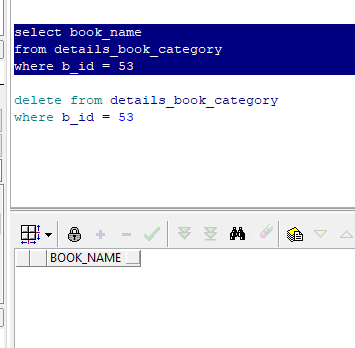 select book_name
from details_book_category
where b_id = 53
delete from details_book_category
where b_id = 53
BOOK_NAME